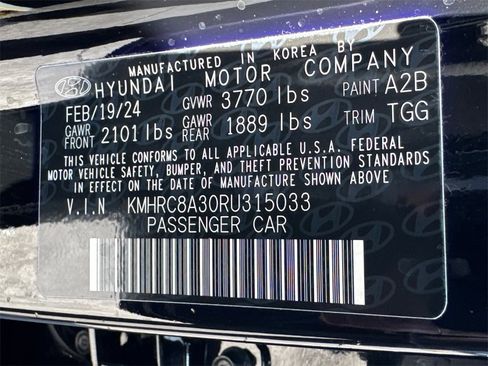 MANUFACTURED IN KOREA BY
HYUNDAI MOTOR COMPANY
FEB/19/24 GVWR 3770 lbs PAINT A2B
GAWR FRONT 2101 lbs GAWR REAR 1889 lbs TRIM TGG
THIS VEHICLE CONFORMS TO ALL APPLICABLE U.S.A. FEDERAL
MOTOR VEHICLE SAFETY, BUMPER, AND THEFT PREVENTION STANDARDS
IN EFFECT ON THE DATE OF MANUFACTURE SHOWN ABOVE.
V.I.N KMHRC8A30RU315033
PASSENGER CAR